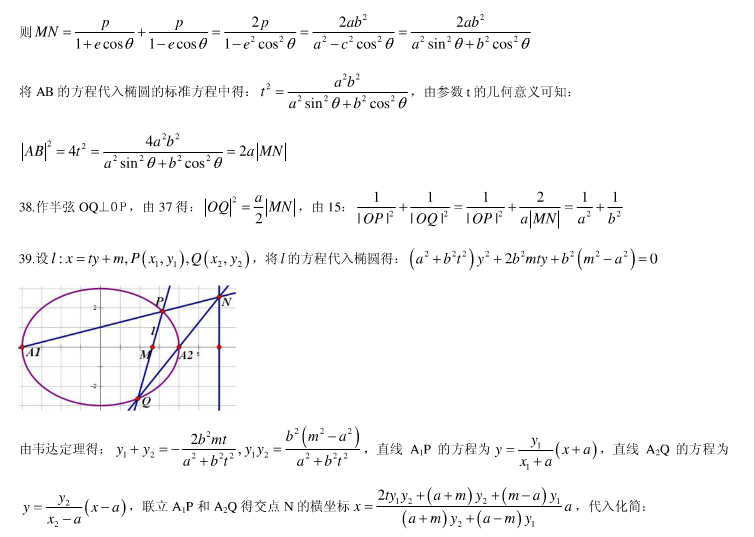 则 MN = p/(1+e cosθ) + p/(1−e cosθ) = 2p/(1−e² cos² θ) = 2ab²/(a²−c² cos² θ) = 2ab²/(a² sin² θ+b² cos² θ)
将 AB 的方程代入椭圆的标准方程中得：t² = a²b²/(a² sin² θ+b² cos² θ)，由参数 t 的几何意义可知：
|AB|² = 4t² = 4a²b²/(a² sin² θ+b² cos² θ) = 2a|MN|
38.作半弦 OQ⊥OP，由 37 得：|OQ|² = a/2 |MN|，由 15：1/|OP|² + 1/|OQ|² = 1/|OP|² + 2/(a|MN|) = 1/a² + 1/b²
39.设 l : x = ty + m, P(x₁, y₁), Q(x₂, y₂)，将 l 的方程代入椭圆得：(a² + b²t²)y² + 2b²mty + b²(m² − a²) = 0
P
N
2
l
A1
M
A2
5
-2
Q
由韦达定理得：y₁ + y₂ = −2b²mt/(a² + b²t²), y₁y₂ = b²(m² − a²)/(a² + b²t²)，直线 A₁P 的方程为 y = y₁/(x₁ + a) (x + a)，直线 A₂Q 的方程为
y = y₂/(x₂ − a) (x − a)，联立 A₁P 和 A₂Q 得交点 N 的横坐标 x = (2ty₁y₂ + (a + m)y₂ + (m − a)y₁)/((a + m)y₂ + (a − m)y₁) a，代入化简：